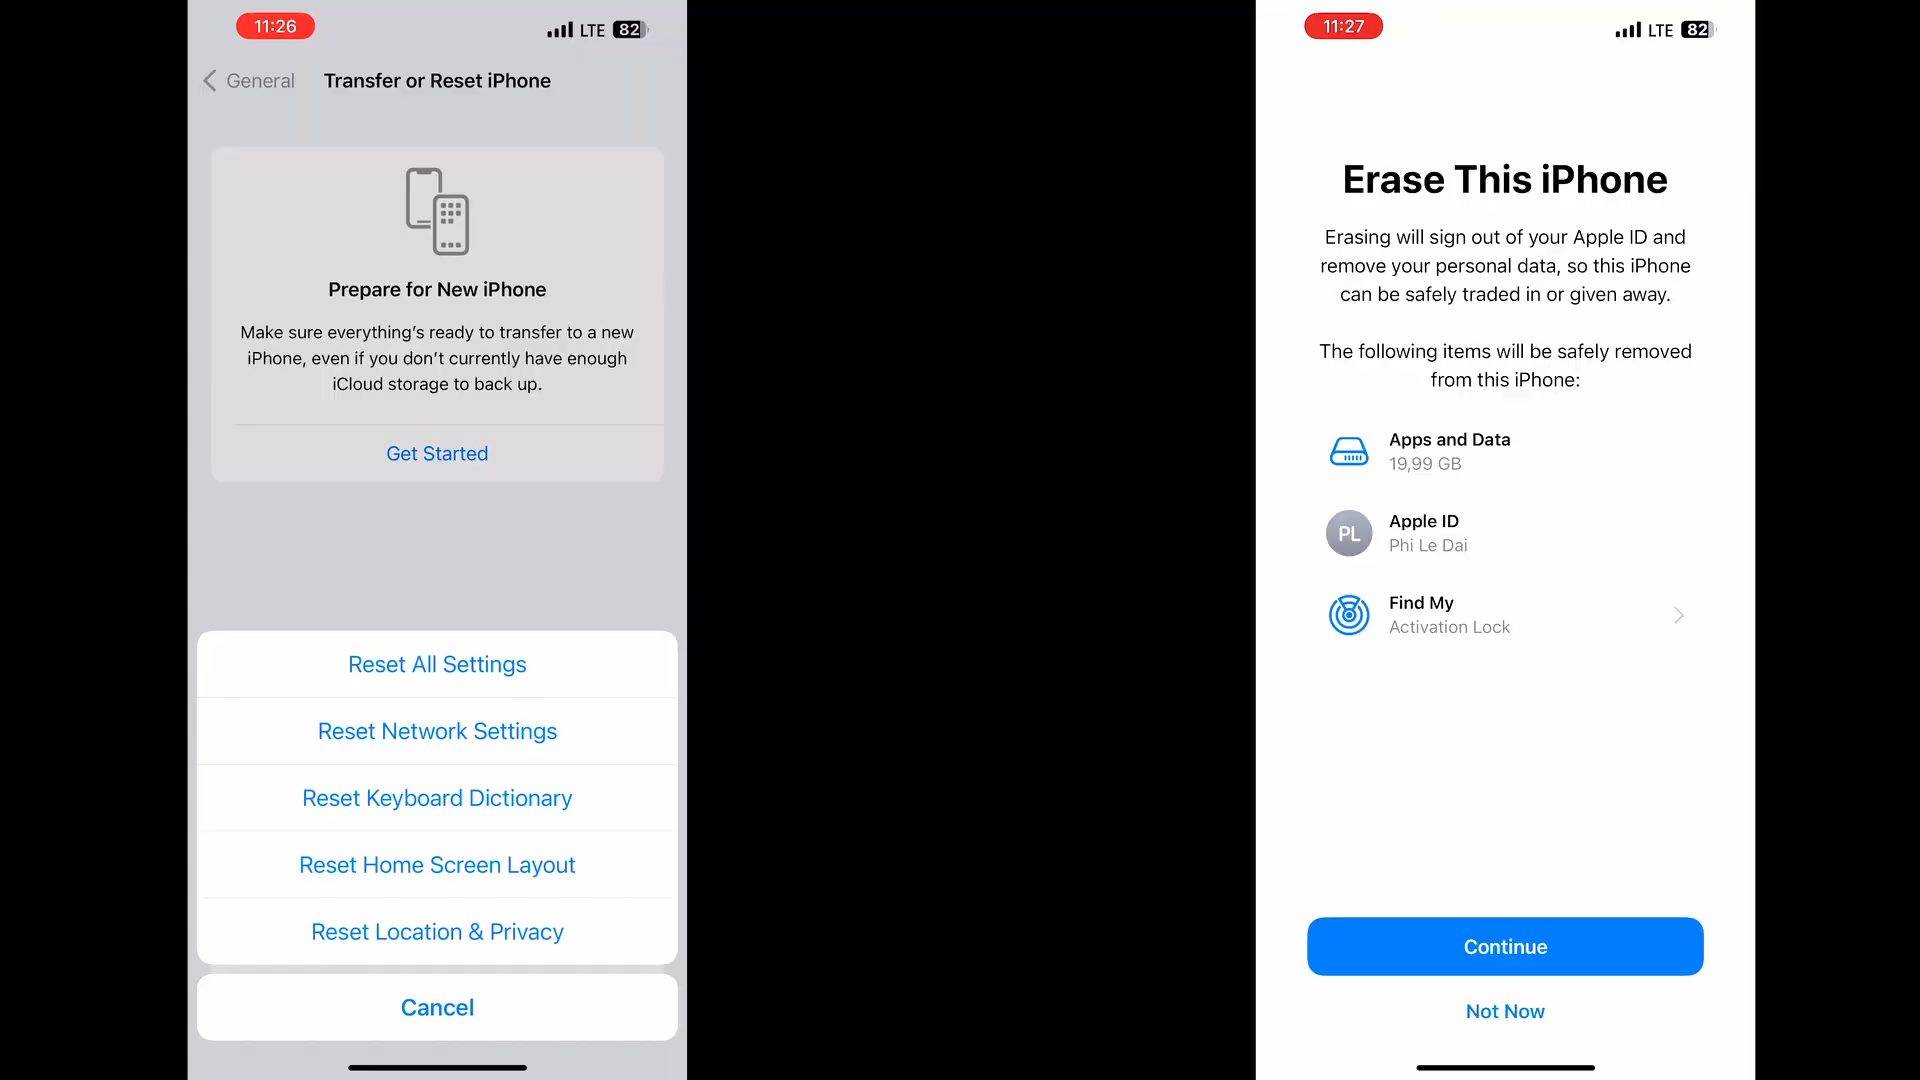 11:26
LTE 82
General
Transfer or Reset iPhone
Prepare for New iPhone
Make sure everything's ready to transfer to a new
iPhone, even if you don't currently have enough
iCloud storage to back up.
Get Started
Reset All Settings
Reset Network Settings
Reset Keyboard Dictionary
Reset Home Screen Layout
Reset Location & Privacy
Cancel
11:27
LTE 82
Erase This iPhone
Erasing will sign out of your Apple ID and
remove your personal data, so this iPhone
can be safely traded in or given away.
The following items will be safely removed
from this iPhone:
Apps and Data
19,99 GB
PL
Apple ID
Phi Le Dai
Find My
Activation Lock
Continue
Not Now